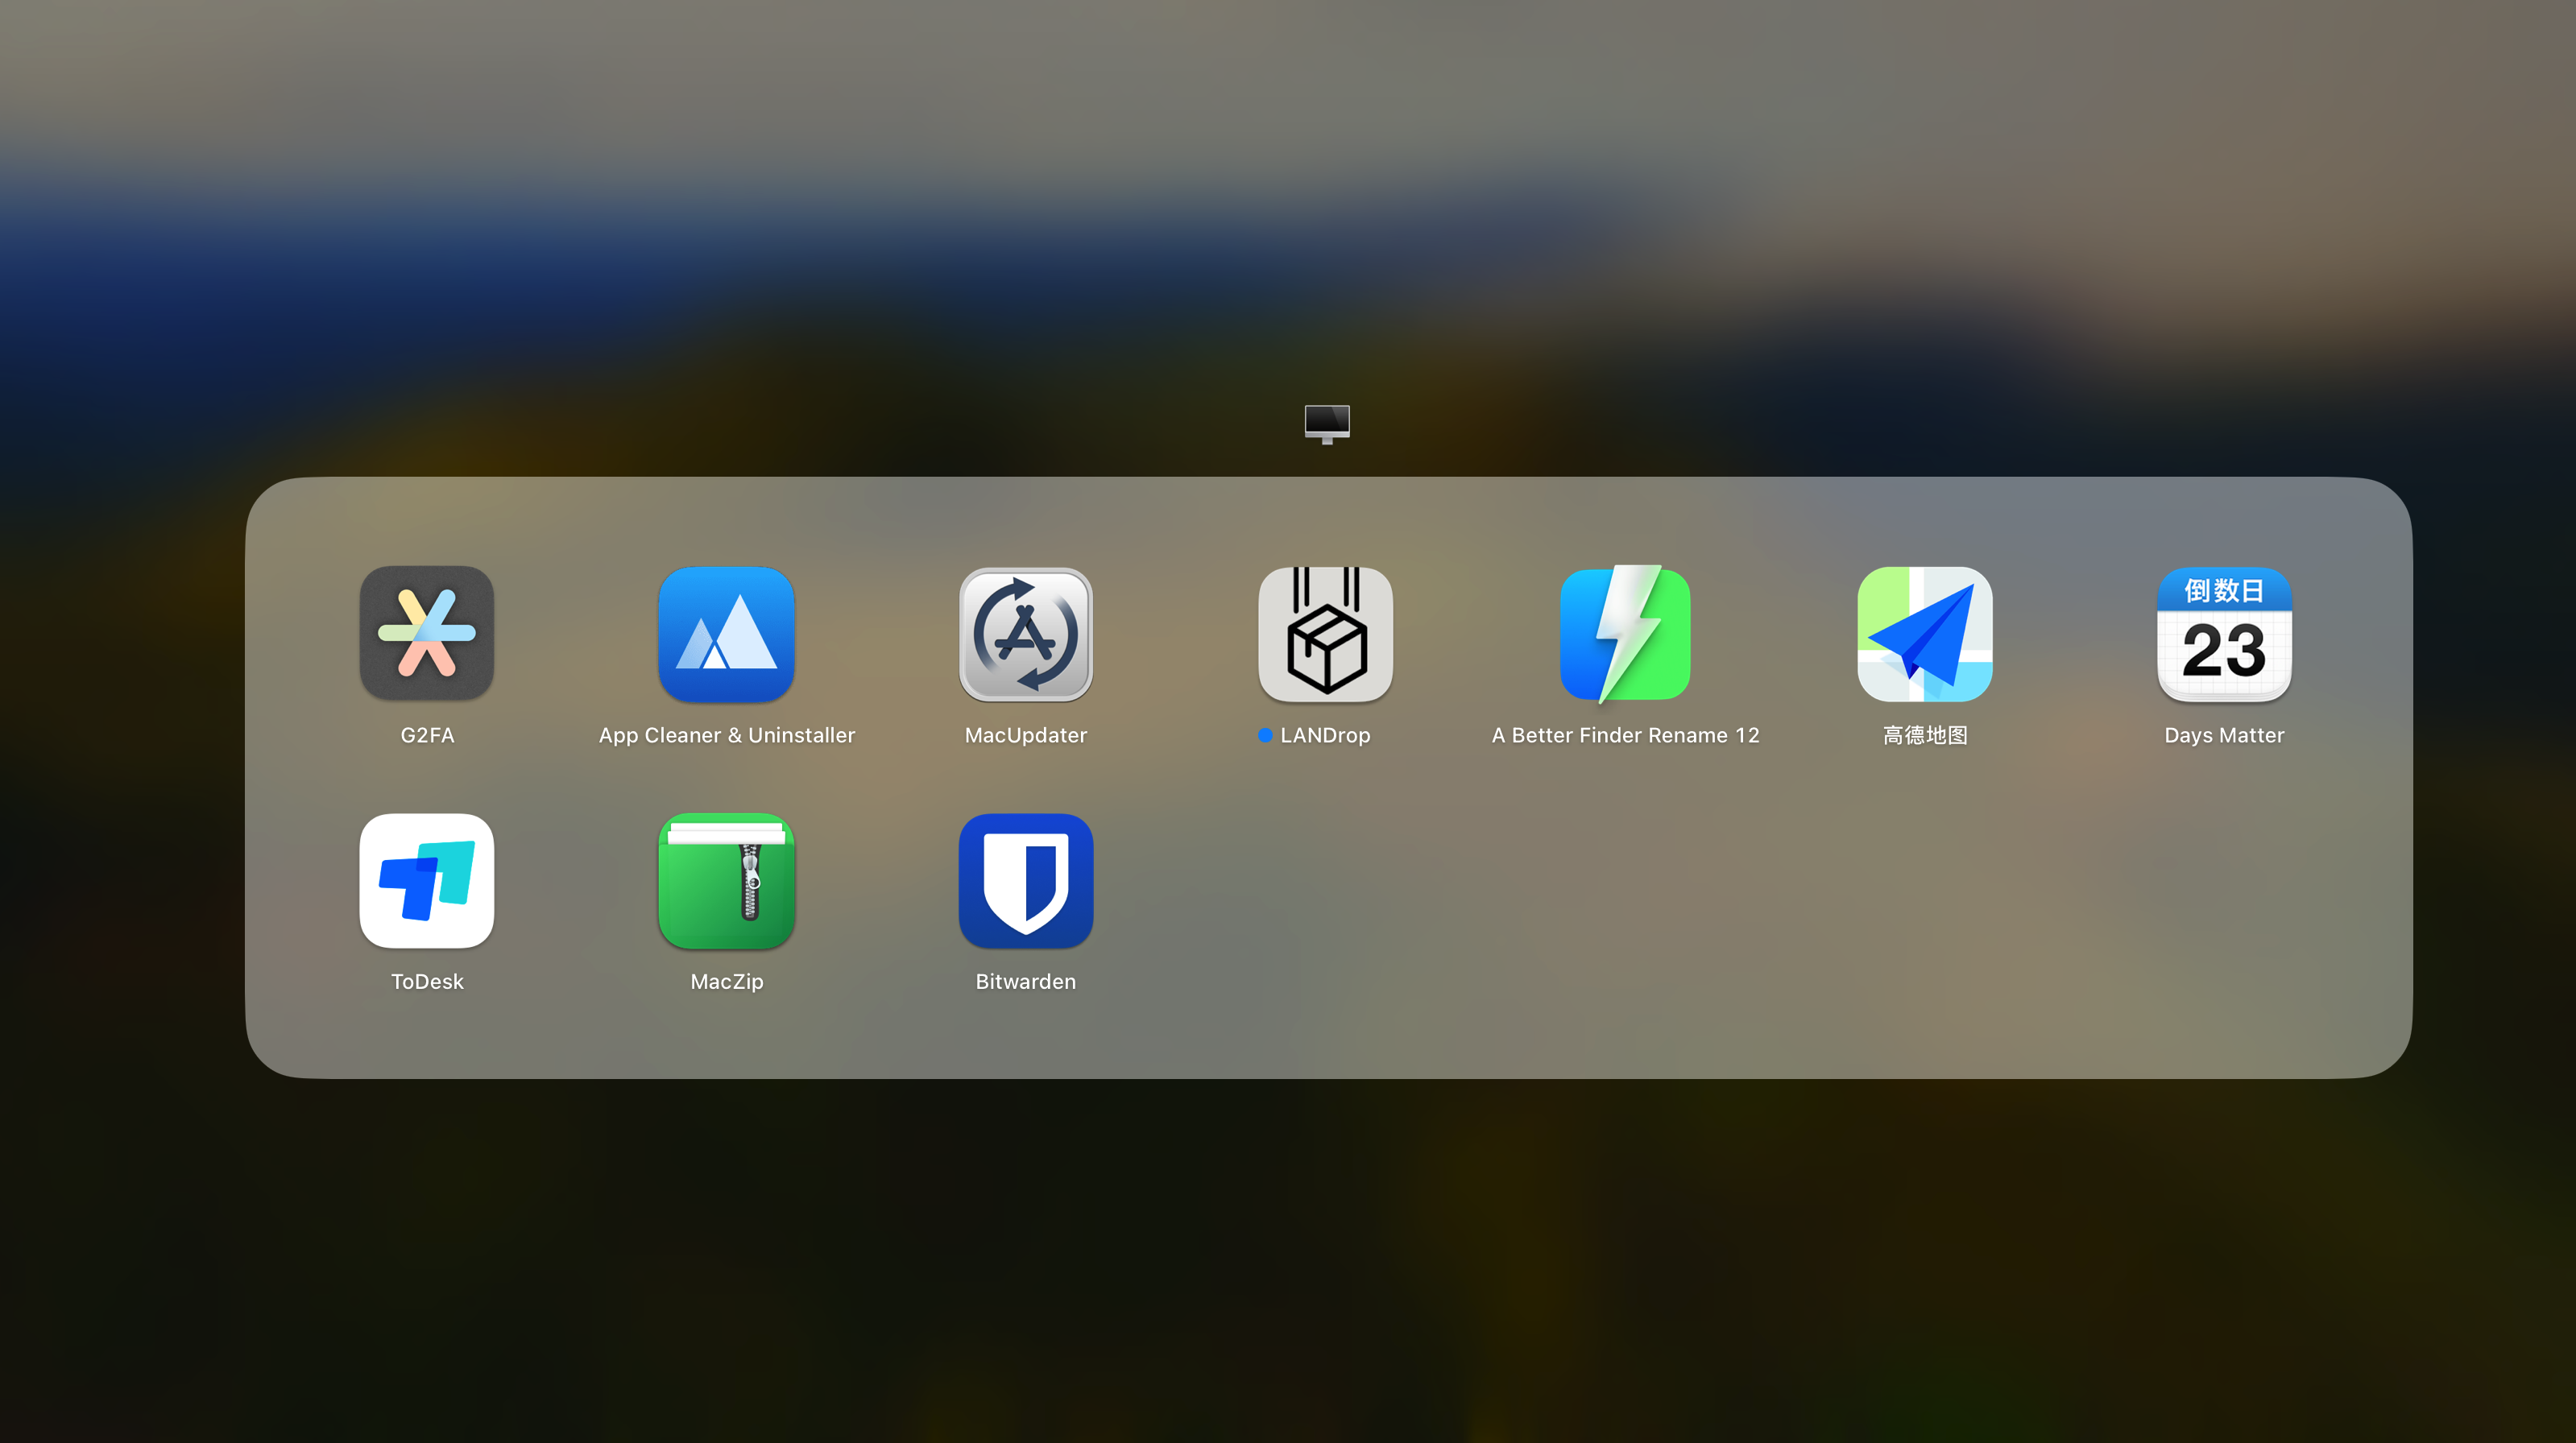 倒数日
23
G2FA
App Cleaner & Uninstaller
MacUpdater
LANDrop
A Better Finder Rename 12
高德地图
Days Matter
ToDesk
MacZip
Bitwarden